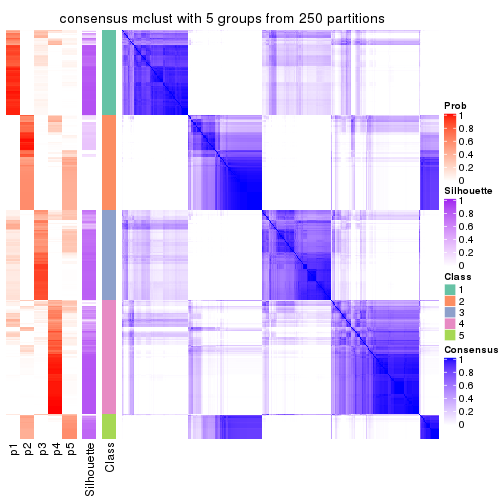 consensus mclust with 5 groups from 250 partitions
Prob
1
0.8
0.6
0.4
0.2
0
Silhouette
1
0.8
0.6
0.4
0.2
0
Class
1
2
3
4
5
Consensus
1
0.8
0.6
0.4
0.2
0
p1
p2
p3
p4
p5
Silhouette
Class